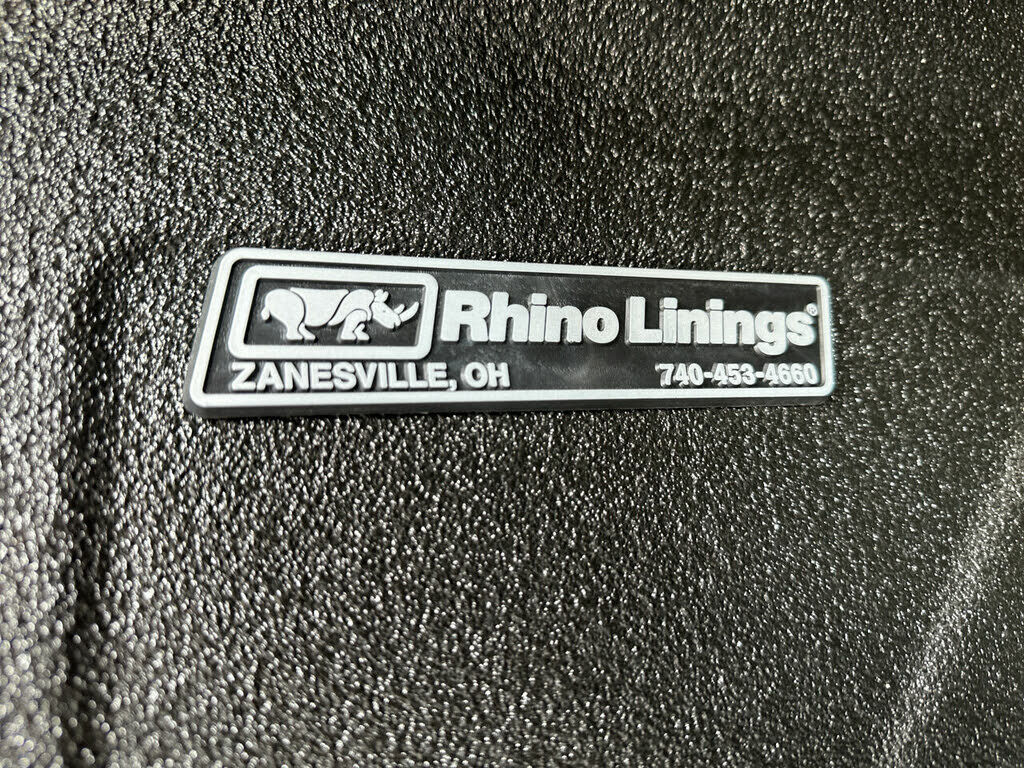 Rhino Linings®
ZANESVILLE, OH 740-453-4660